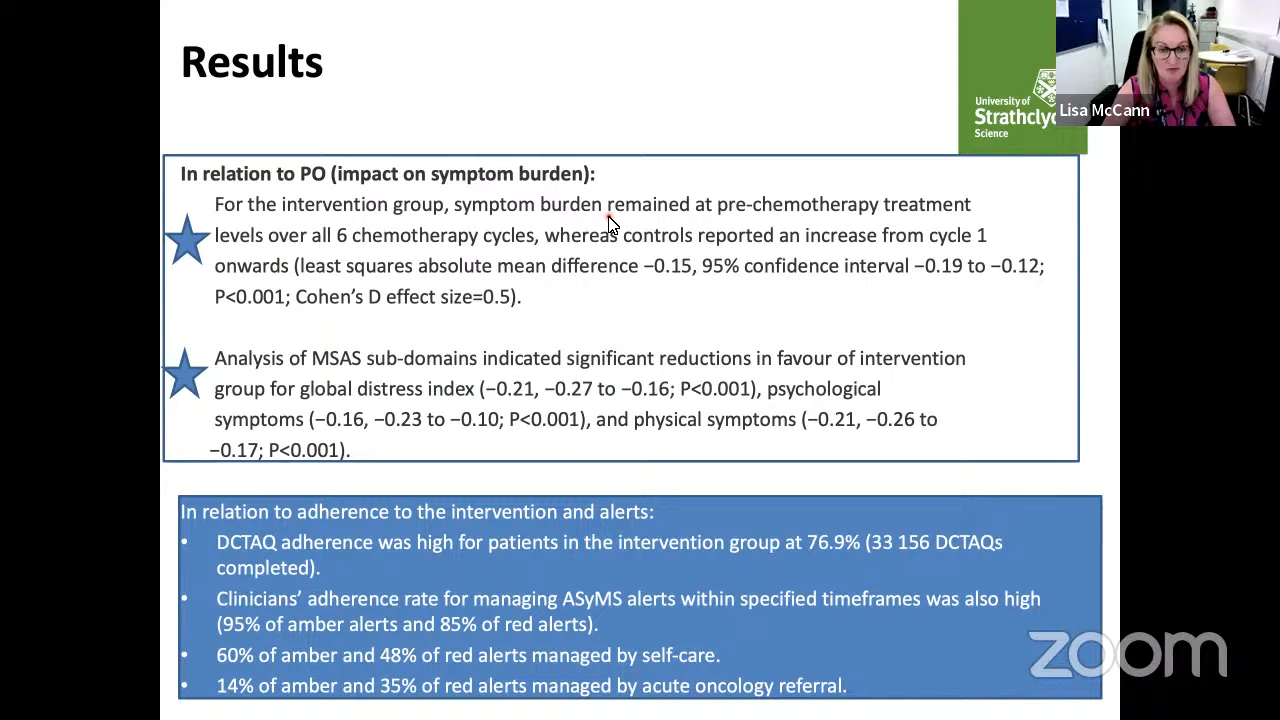 Results
University of
Strathclyd
Science
Lisa McCann
In relation to PO (impact on symptom burden):
For the intervention group, symptom burden remained at pre-chemotherapy treatment
levels over all 6 chemotherapy cycles, whereas controls reported an increase from cycle 1
onwards (least squares absolute mean difference −0.15, 95% confidence interval −0.19 to −0.12;
P<0.001; Cohen’s D effect size=0.5).
Analysis of MSAS sub-domains indicated significant reductions in favour of intervention
group for global distress index (−0.21, −0.27 to −0.16; P<0.001), psychological
symptoms (−0.16, −0.23 to −0.10; P<0.001), and physical symptoms (−0.21, −0.26 to
−0.17; P<0.001).
In relation to adherence to the intervention and alerts:
• DCTAQ adherence was high for patients in the intervention group at 76.9% (33 156 DCTAQs
completed).
• Clinicians’ adherence rate for managing ASyMS alerts within specified timeframes was also high
(95% of amber alerts and 85% of red alerts).
• 60% of amber and 48% of red alerts managed by self-care.
• 14% of amber and 35% of red alerts managed by acute oncology referral.
zoom